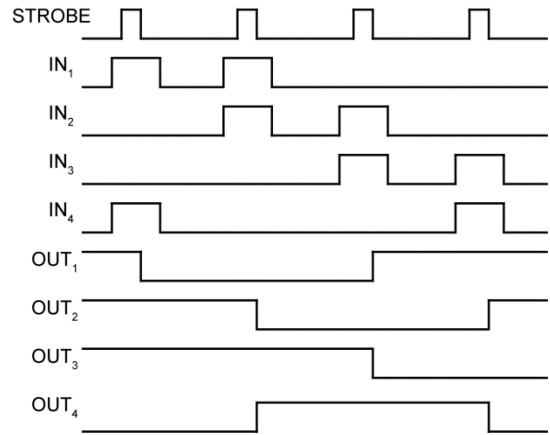 STROBE
IN₁
IN₂
IN₃
IN₄
OUT₁
OUT₂
OUT₃
OUT₄